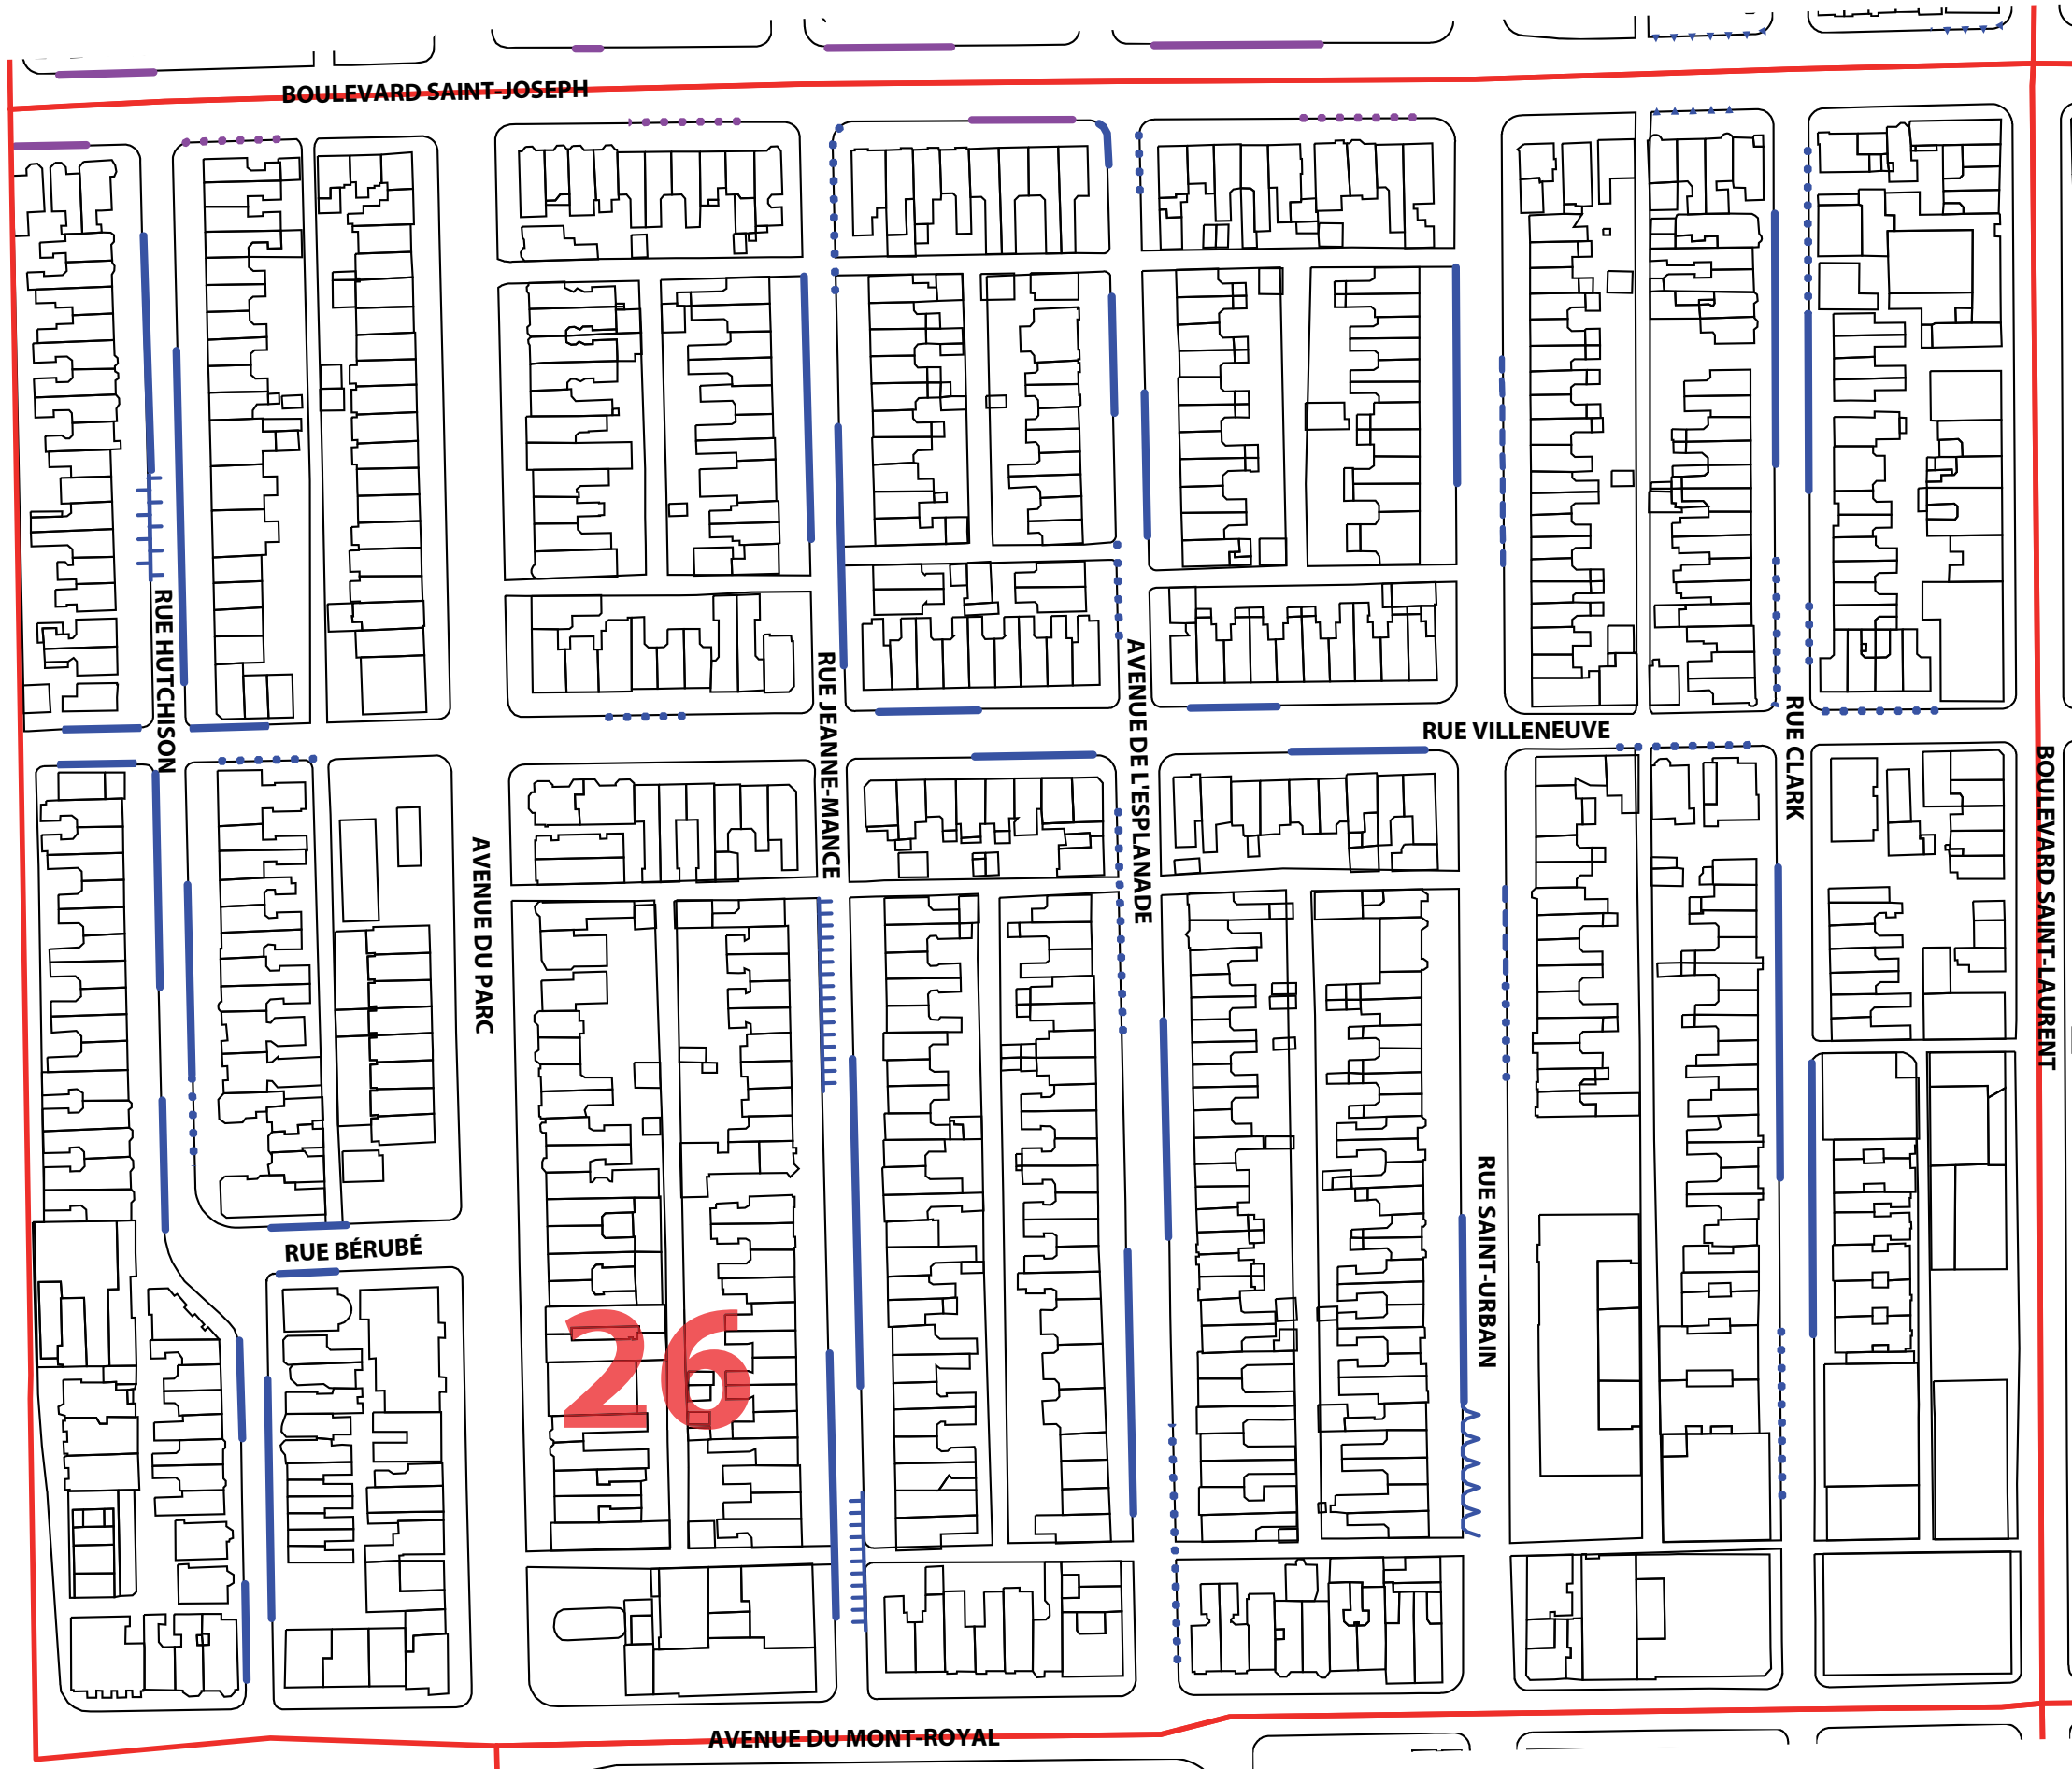 BOULEVARD SAINT-JOSEPH
RUE HUTCHISON
RUE JEANNE-MANCE
AVENUE DE L'ESPLANADE
RUE VILLENEUVE
RUE CLARK
BOULEVARD SAINT-LAURENT
AVENUE DU PARC
RUE SAINT-URBAIN
RUE BÉRUBÉ
26
AVENUE DU MONT-ROYAL